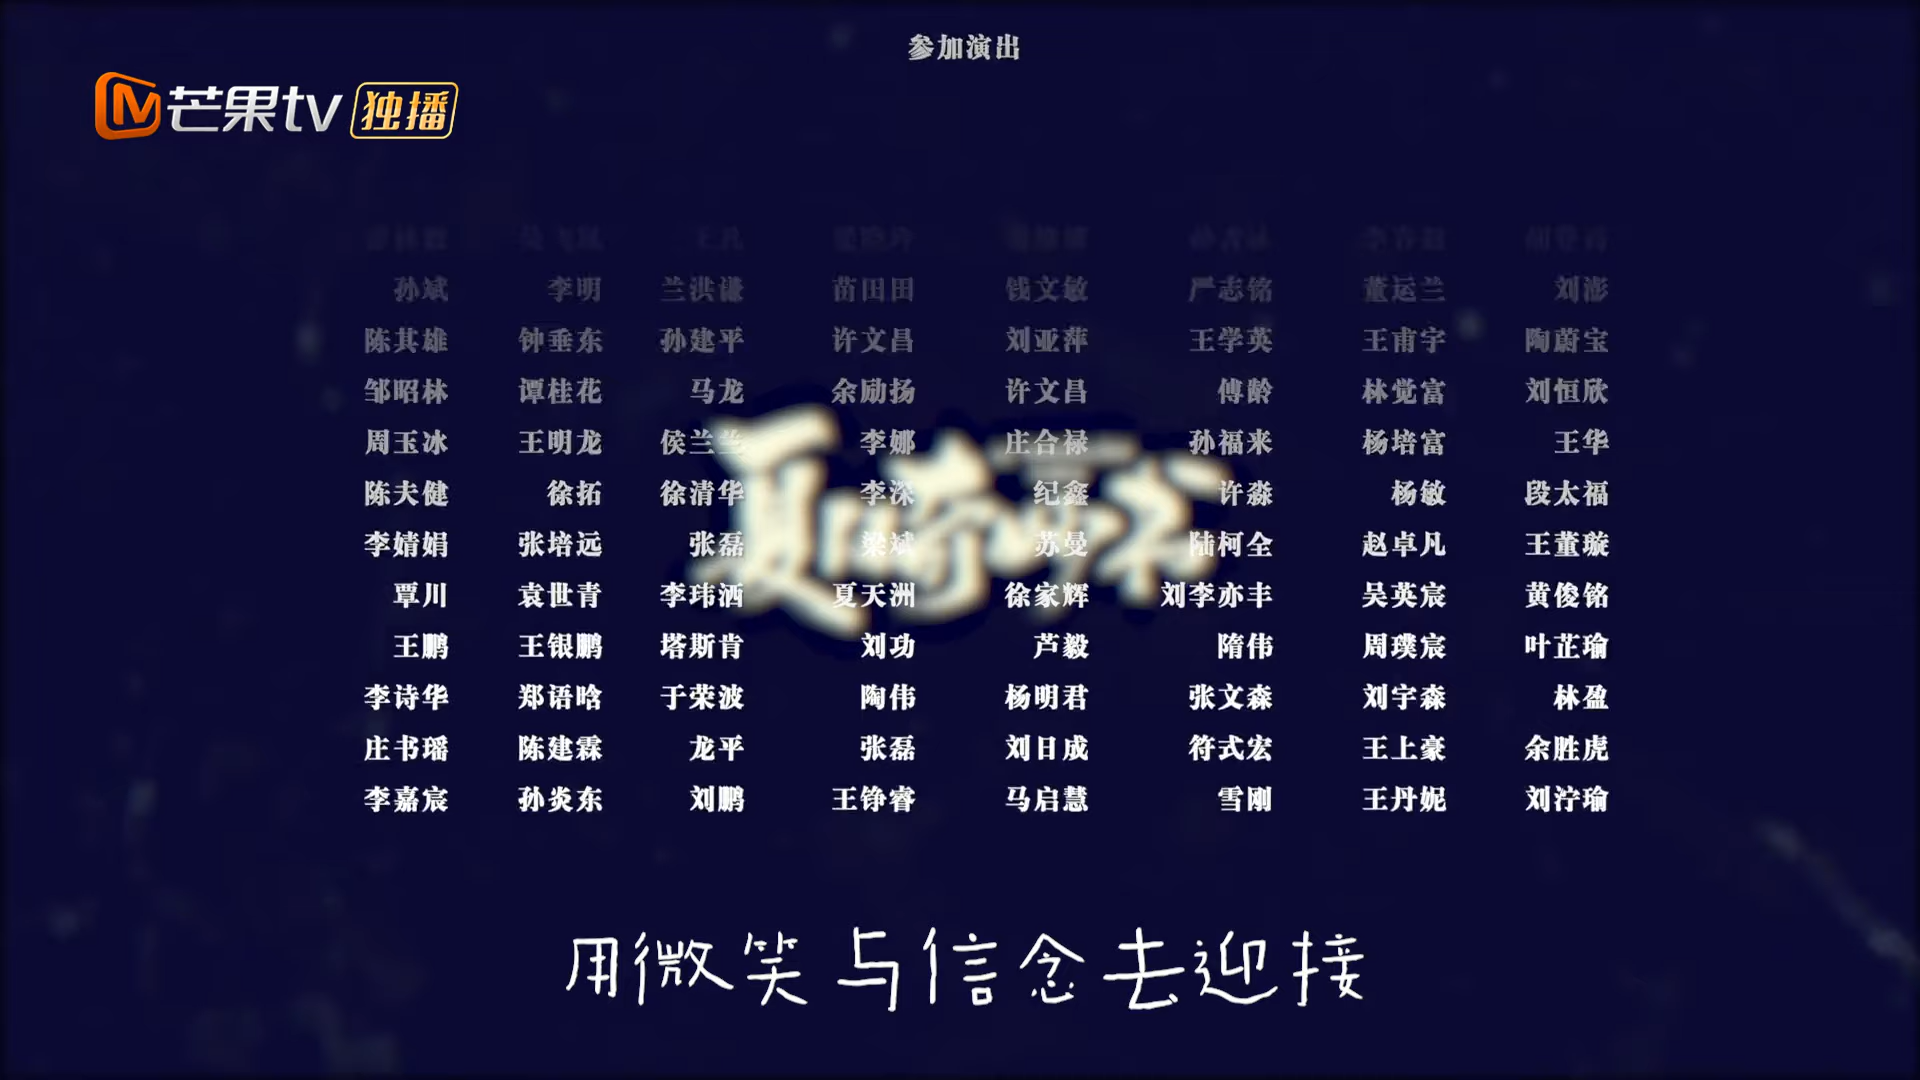 参加演出
芒果tv 独播
孙斌 李明 兰洪谦 苗田田 钱文敏 严志铭 董运兰 刘澎
陈其雄 钟垂东 孙建平 许文昌 刘亚萍 王学英 王甫宇 陶蔚宝
邹昭林 谭桂花 马龙 余励扬 许文昌 傅龄 林觉富 刘恒欣
周玉冰 王明龙 侯兰兰 李娜 庄合禄 孙福来 杨培富 王华
陈夫健 徐拓 徐清华 李深 纪鑫 许淼 杨敏 段太福
李婧娟 张培远 张磊 梁斌 苏曼 陆柯全 赵卓凡 王董璇
覃川 袁世青 李玮洒 夏天洲 徐家辉 刘李亦丰 吴英宸 黄俊铭
王鹏 王银鹏 塔斯肯 刘功 芦毅 隋伟 周璞宸 叶芷瑜
李诗华 郑语晗 于荣波 陶伟 杨明君 张文森 刘宇森 林盈
庄书瑶 陈建霖 龙平 张磊 刘日成 符式宏 王上豪 余胜虎
李嘉宸 孙炎东 刘鹏 王铮睿 马启慧 雪刚 王丹妮 刘泞瑜
用微笑与信念去迎接